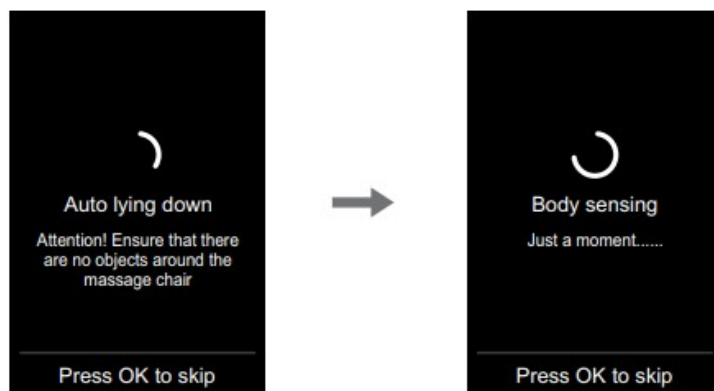 Auto lying down
Attention! Ensure that there
are no objects around the
massage chair
Press OK to skip
Body sensing
Just a moment......
Press OK to skip